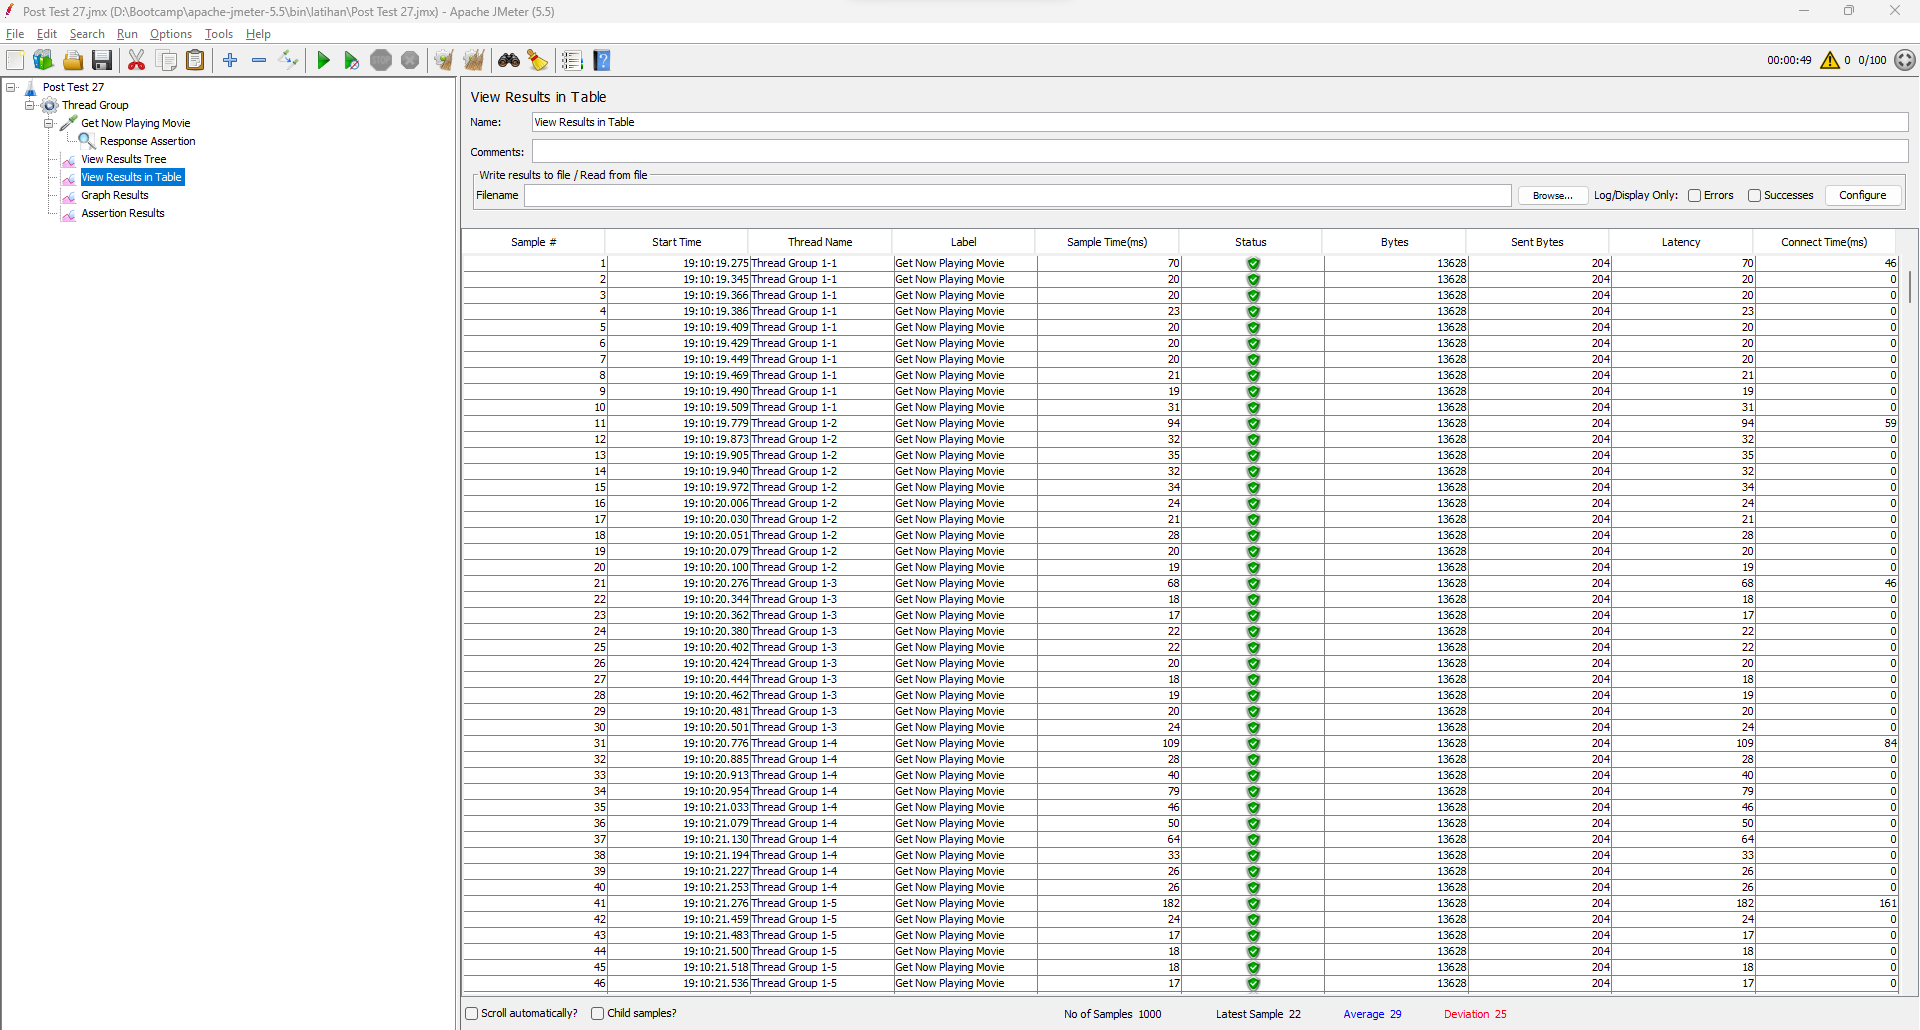 Post Test 27.jmx (D:\Bootcamp\apache-jmeter-5.5\bin\latihan\Post Test 27.jmx) - Apache JMeter (5.5)
File Edit Search Run Options Tools Help
00:00:49 0 0/100
Post Test 27
Thread Group
Get Now Playing Movie
Response Assertion
View Results Tree
View Results in Table
Graph Results
Assertion Results
View Results in Table
Name: View Results in Table
Comments:
Write results to file / Read from file
Filename Browse... Log/Display Only: Errors Successes Configure
Sample # Start Time Thread Name Label Sample Time(ms) Status Bytes Sent Bytes Latency Connect Time(ms)
1 19:10:19.275 Thread Group 1-1 Get Now Playing Movie 70 13628 204 70 46
2 19:10:19.345 Thread Group 1-1 Get Now Playing Movie 20 13628 204 20 0
3 19:10:19.366 Thread Group 1-1 Get Now Playing Movie 20 13628 204 20 0
4 19:10:19.386 Thread Group 1-1 Get Now Playing Movie 23 13628 204 23 0
5 19:10:19.409 Thread Group 1-1 Get Now Playing Movie 20 13628 204 20 0
6 19:10:19.429 Thread Group 1-1 Get Now Playing Movie 20 13628 204 20 0
7 19:10:19.449 Thread Group 1-1 Get Now Playing Movie 20 13628 204 20 0
8 19:10:19.469 Thread Group 1-1 Get Now Playing Movie 21 13628 204 21 0
9 19:10:19.490 Thread Group 1-1 Get Now Playing Movie 19 13628 204 19 0
10 19:10:19.509 Thread Group 1-1 Get Now Playing Movie 31 13628 204 31 0
11 19:10:19.779 Thread Group 1-2 Get Now Playing Movie 94 13628 204 94 59
12 19:10:19.873 Thread Group 1-2 Get Now Playing Movie 32 13628 204 32 0
13 19:10:19.905 Thread Group 1-2 Get Now Playing Movie 35 13628 204 35 0
14 19:10:19.940 Thread Group 1-2 Get Now Playing Movie 32 13628 204 32 0
15 19:10:19.972 Thread Group 1-2 Get Now Playing Movie 34 13628 204 34 0
16 19:10:20.006 Thread Group 1-2 Get Now Playing Movie 24 13628 204 24 0
17 19:10:20.030 Thread Group 1-2 Get Now Playing Movie 21 13628 204 21 0
18 19:10:20.051 Thread Group 1-2 Get Now Playing Movie 28 13628 204 28 0
19 19:10:20.079 Thread Group 1-2 Get Now Playing Movie 20 13628 204 20 0
20 19:10:20.100 Thread Group 1-2 Get Now Playing Movie 19 13628 204 19 0
21 19:10:20.276 Thread Group 1-3 Get Now Playing Movie 68 13628 204 68 46
22 19:10:20.344 Thread Group 1-3 Get Now Playing Movie 18 13628 204 18 0
23 19:10:20.362 Thread Group 1-3 Get Now Playing Movie 17 13628 204 17 0
24 19:10:20.380 Thread Group 1-3 Get Now Playing Movie 22 13628 204 22 0
25 19:10:20.402 Thread Group 1-3 Get Now Playing Movie 22 13628 204 22 0
26 19:10:20.424 Thread Group 1-3 Get Now Playing Movie 20 13628 204 20 0
27 19:10:20.444 Thread Group 1-3 Get Now Playing Movie 18 13628 204 18 0
28 19:10:20.462 Thread Group 1-3 Get Now Playing Movie 19 13628 204 19 0
29 19:10:20.481 Thread Group 1-3 Get Now Playing Movie 20 13628 204 20 0
30 19:10:20.501 Thread Group 1-3 Get Now Playing Movie 24 13628 204 24 0
31 19:10:20.776 Thread Group 1-4 Get Now Playing Movie 109 13628 204 109 84
32 19:10:20.885 Thread Group 1-4 Get Now Playing Movie 28 13628 204 28 0
33 19:10:20.913 Thread Group 1-4 Get Now Playing Movie 40 13628 204 40 0
34 19:10:20.954 Thread Group 1-4 Get Now Playing Movie 79 13628 204 79 0
35 19:10:21.033 Thread Group 1-4 Get Now Playing Movie 46 13628 204 46 0
36 19:10:21.079 Thread Group 1-4 Get Now Playing Movie 50 13628 204 50 0
37 19:10:21.130 Thread Group 1-4 Get Now Playing Movie 64 13628 204 64 0
38 19:10:21.194 Thread Group 1-4 Get Now Playing Movie 33 13628 204 33 0
39 19:10:21.227 Thread Group 1-4 Get Now Playing Movie 26 13628 204 26 0
40 19:10:21.253 Thread Group 1-4 Get Now Playing Movie 26 13628 204 26 0
41 19:10:21.276 Thread Group 1-5 Get Now Playing Movie 182 13628 204 182 161
42 19:10:21.459 Thread Group 1-5 Get Now Playing Movie 24 13628 204 24 0
43 19:10:21.483 Thread Group 1-5 Get Now Playing Movie 17 13628 204 17 0
44 19:10:21.500 Thread Group 1-5 Get Now Playing Movie 18 13628 204 18 0
45 19:10:21.518 Thread Group 1-5 Get Now Playing Movie 18 13628 204 18 0
46 19:10:21.536 Thread Group 1-5 Get Now Playing Movie 17 13628 204 17 0
Scroll automatically? Child samples? No of Samples 1000 Latest Sample 22 Average 29 Deviation 25